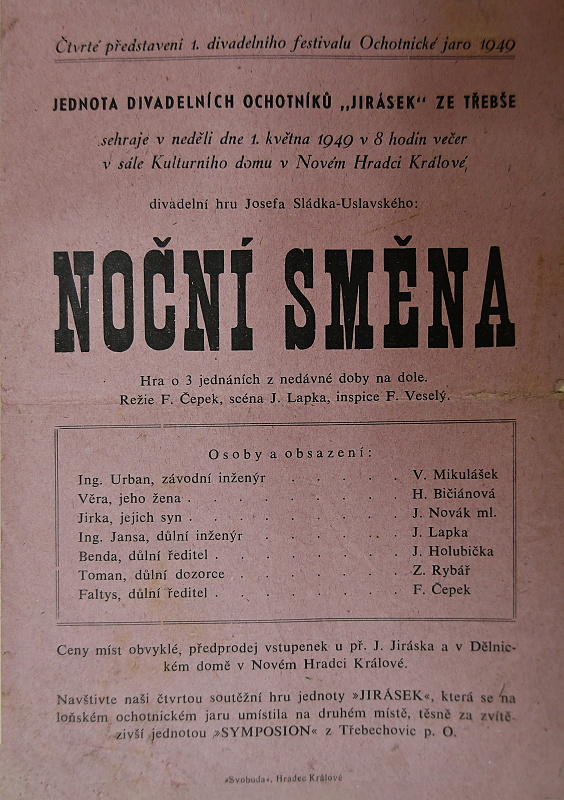 Čtvrté představení 1. divadelního festivalu Ochotnické jaro 1949
JEDNOTA DIVADELNÍCH OCHOTNÍKŮ „JIRÁSEK“ ZE TŘEBŠE
sehraje v neděli dne 1. května 1949 v 8 hodin večer
v sále Kulturního domu v Novém Hradci Králové,
divadelní hru Josefa Sládka-Uslavského:
NOČNÍ SMĚNA
Hra o 3 jednáních z nedávné doby na dole.
Režie F. Čepek, scéna J. Lapka, inspice F. Veselý.
Osoby a obsazení:
Ing. Urban, závodní inženýr . . . . . . V. Mikulášek
Věra, jeho žena . . . . . . . . . . H. Bičiánová
Jirka, jejich syn . . . . . . . . . . J. Novák ml.
Ing. Jansa, důlní inženýr . . . . . . . J. Lapka
Benda, důlní ředitel . . . . . . . . . J. Holubička
Toman, důlní dozorce . . . . . . . . Z. Rybář
Faltys, důlní ředitel . . . . . . . . . F. Čepek
Ceny míst obvyklé, předprodej vstupenek u př. J. Jiráska a v Dělnic-
kém domě v Novém Hradci Králové.
Navštivte naši čtvrtou soutěžní hru jednoty »JIRÁSEK«, která se na
loňském ochotnickém jaru umístila na druhém místě, těsně za zvítě-
zivší jednotou »SYMPOSION« z Třebechovic p. O.
»Svoboda«, Hradec Králové